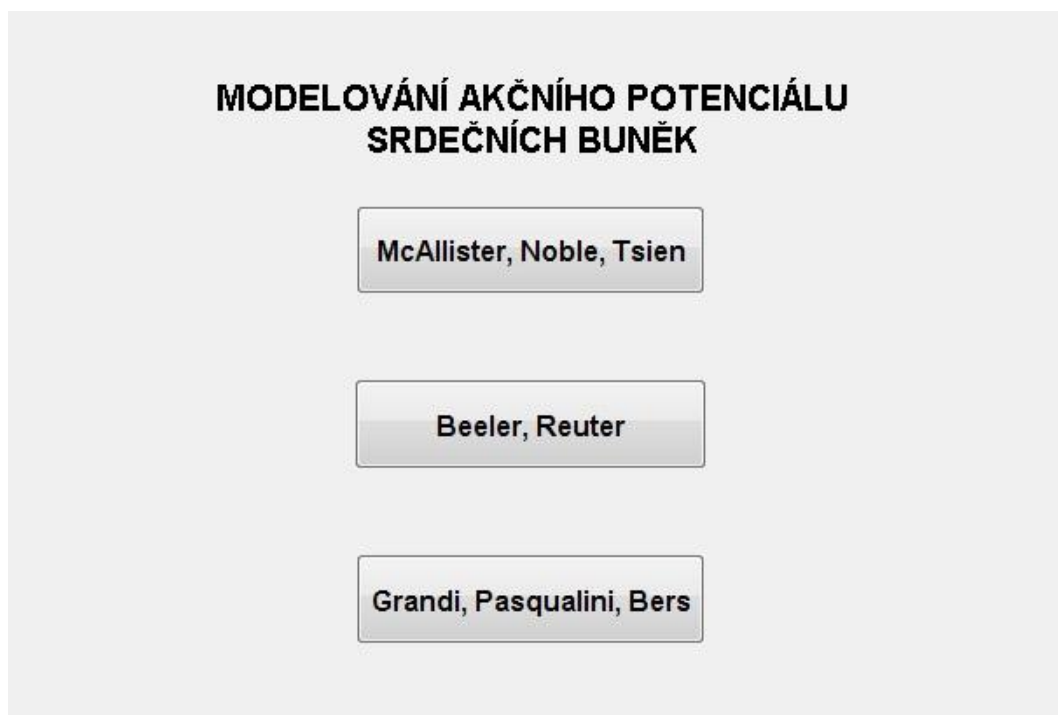 MODELOVÁNÍ AKČNÍHO POTENCIÁLU
SRDEČNÍCH BUNĚK
McAllister, Noble, Tsien
Beeler, Reuter
Grandi, Pasqualini, Bers